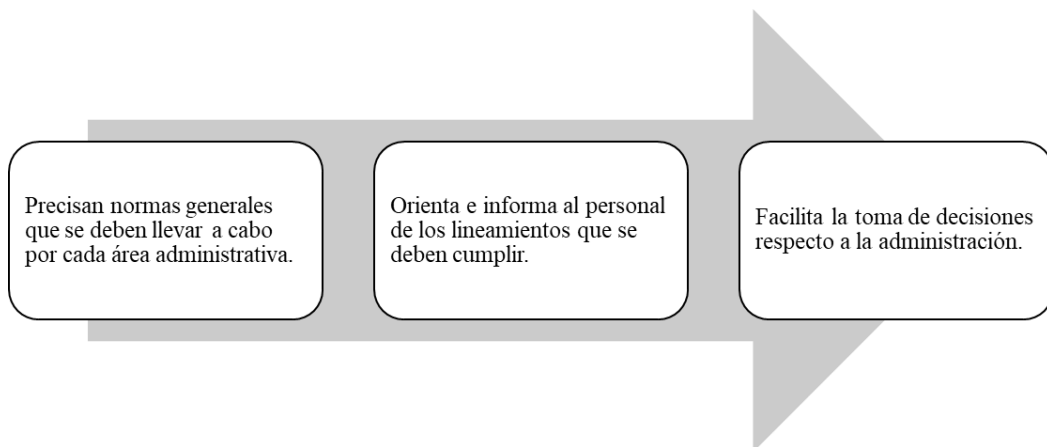 Precisan normas generales
que se deben llevar a cabo
por cada área administrativa.
Orienta e informa al personal
de los lineamientos que se
deben cumplir.
Facilita la toma de decisiones
respecto a la administración.